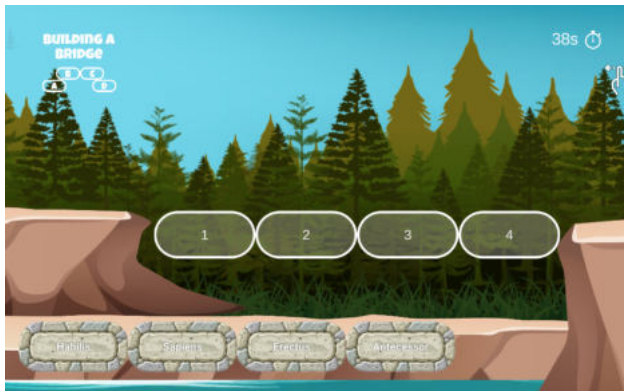 BUILDING A
BRIDGE
B C
A D
38s
1 2 3 4
Habilis Sapiens Erectus Antecessor